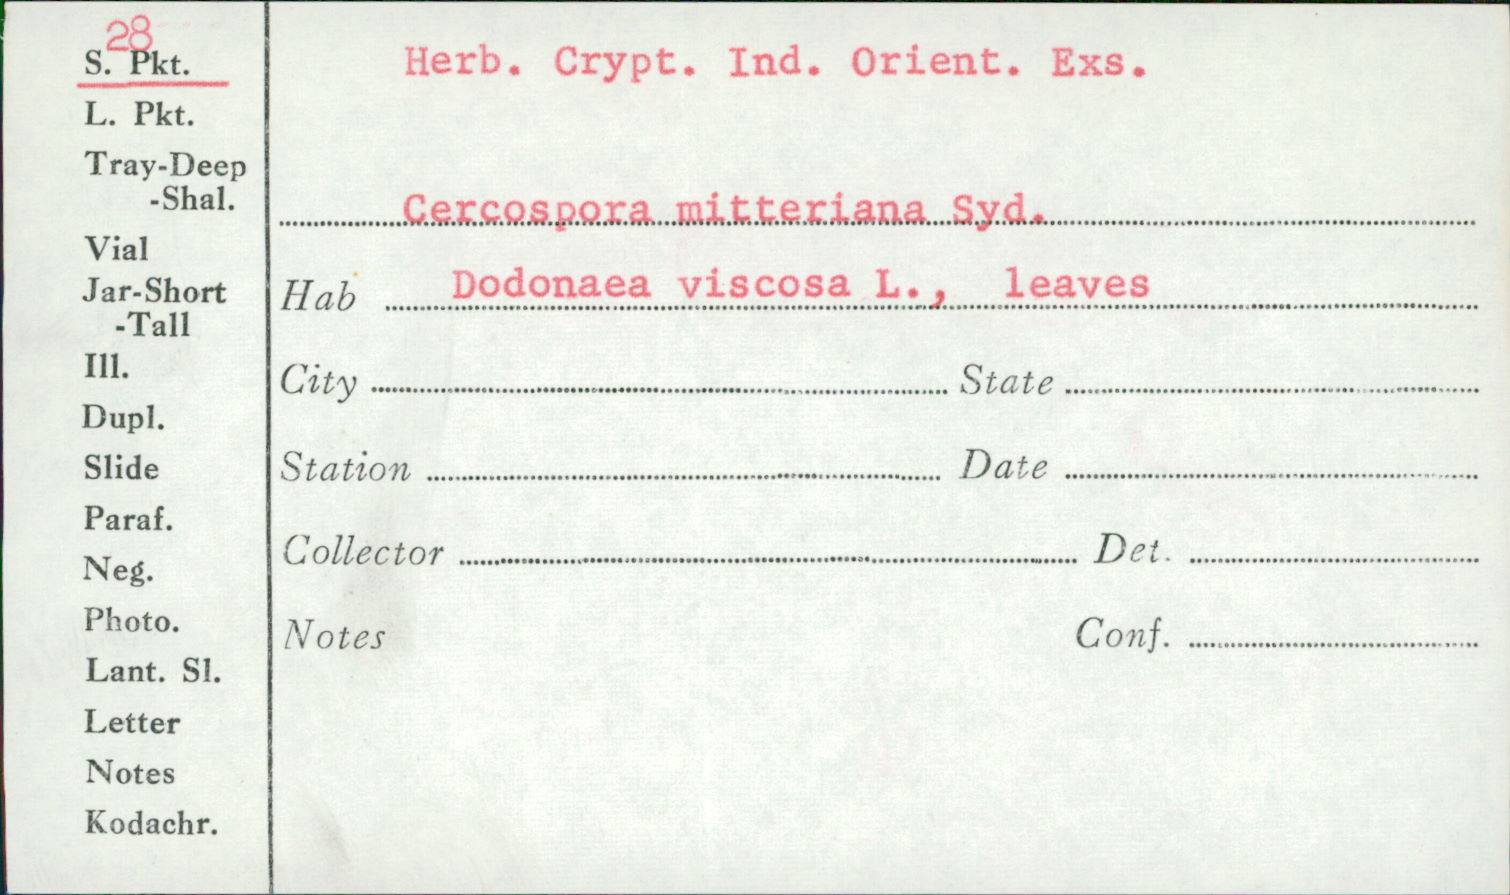 28
S. Pkt.
L. Pkt.
Tray-Deep
-Shal.
Vial
Jar-Short
-Tall
Ill.
Dupl.
Slide
Paraf.
Neg.
Photo.
Lant. Sl.
Letter
Notes
Kodachr.
Herb. Crypt. Ind. Orient. Exs.
Cercospora mitteriana Syd.
Hab Dodonaea viscosa L., leaves
City State
Station Date
Collector Det.
Notes Conf.